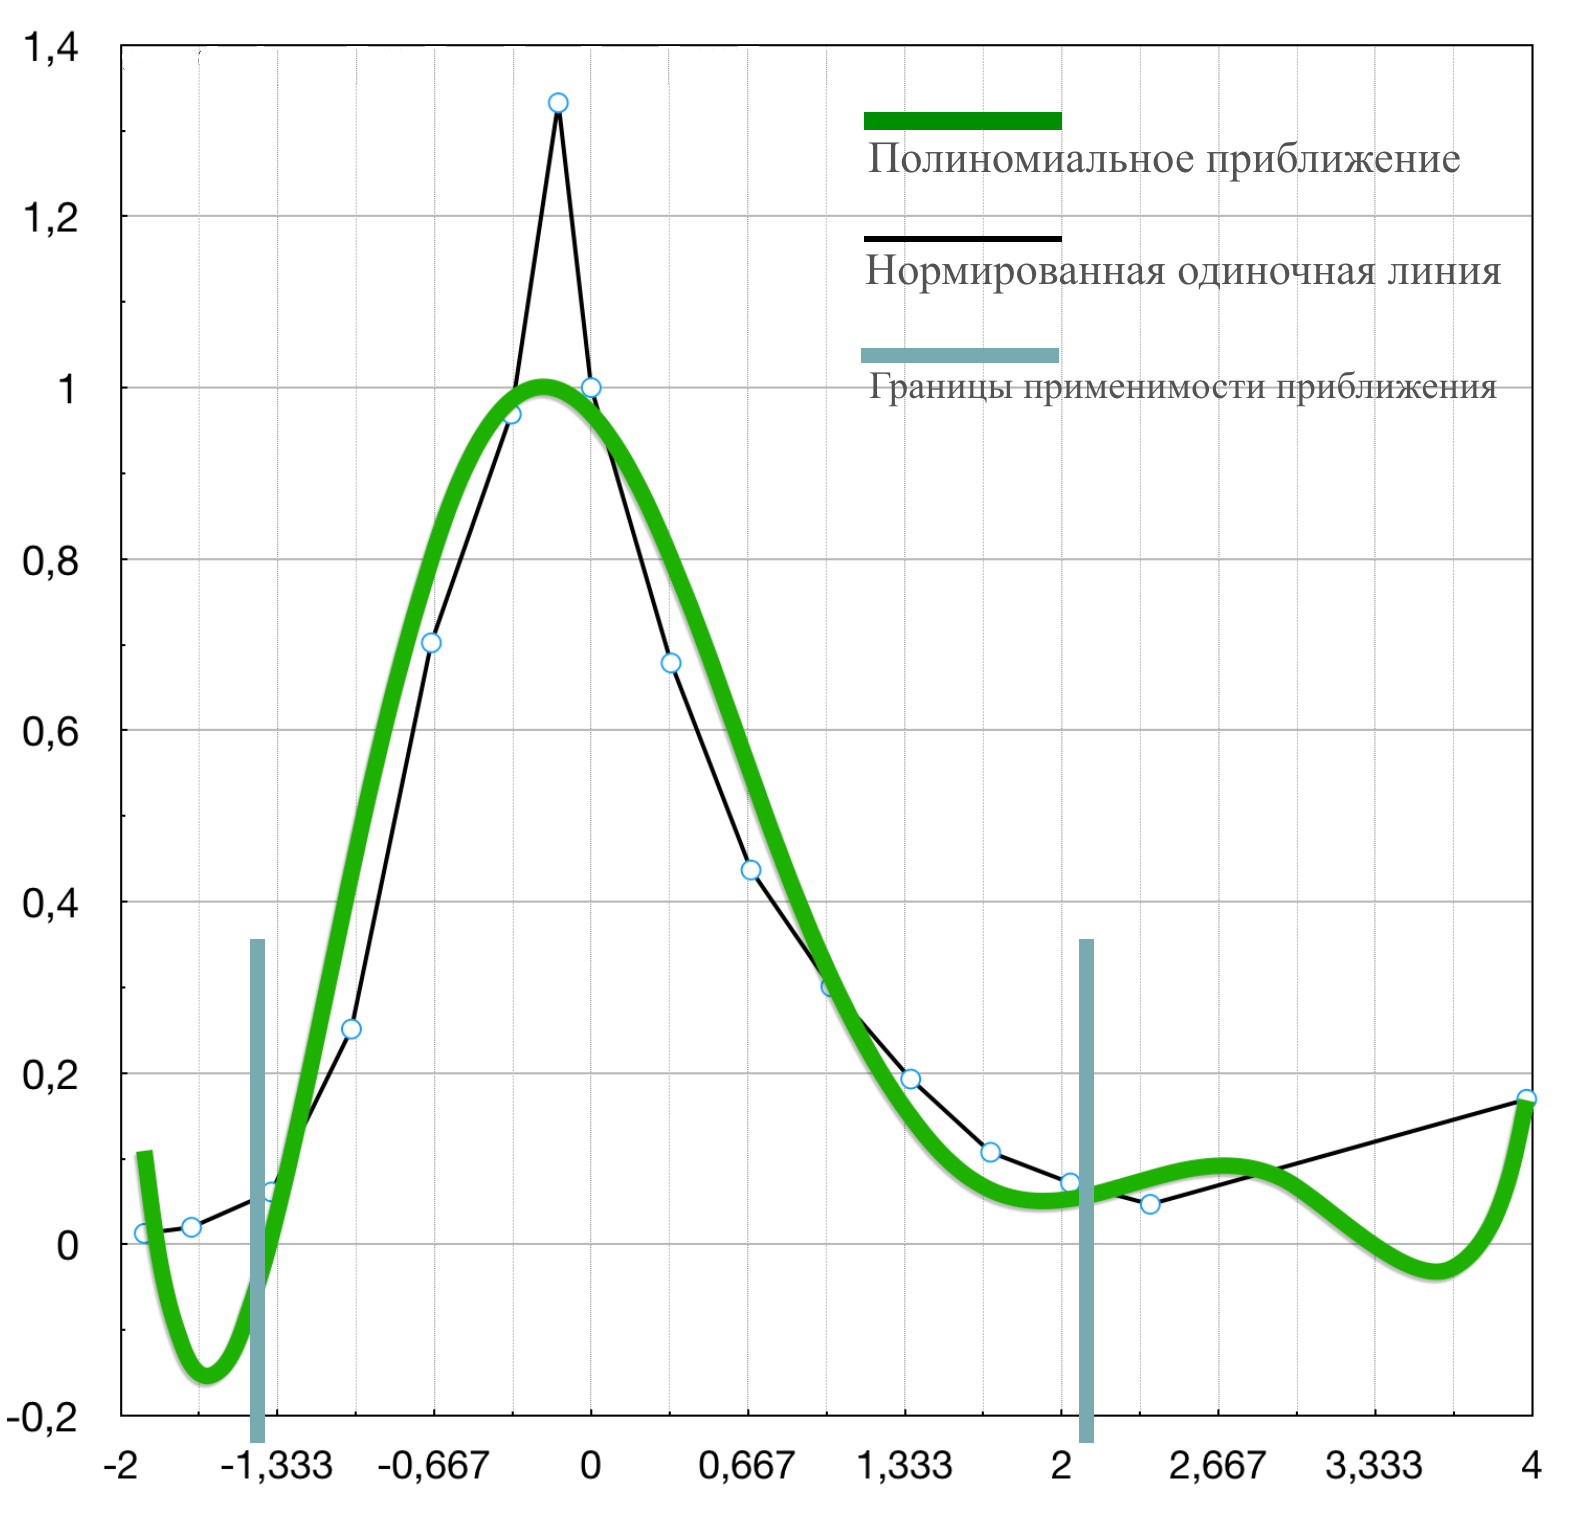 1,4
1,2
1
0,8
0,6
0,4
0,2
0
-0,2
Полиномиальное приближение
Нормированная одиночная линия
Границы применимости приближения
-2 -1,333 -0,667 0 0,667 1,333 2 2,667 3,333 4